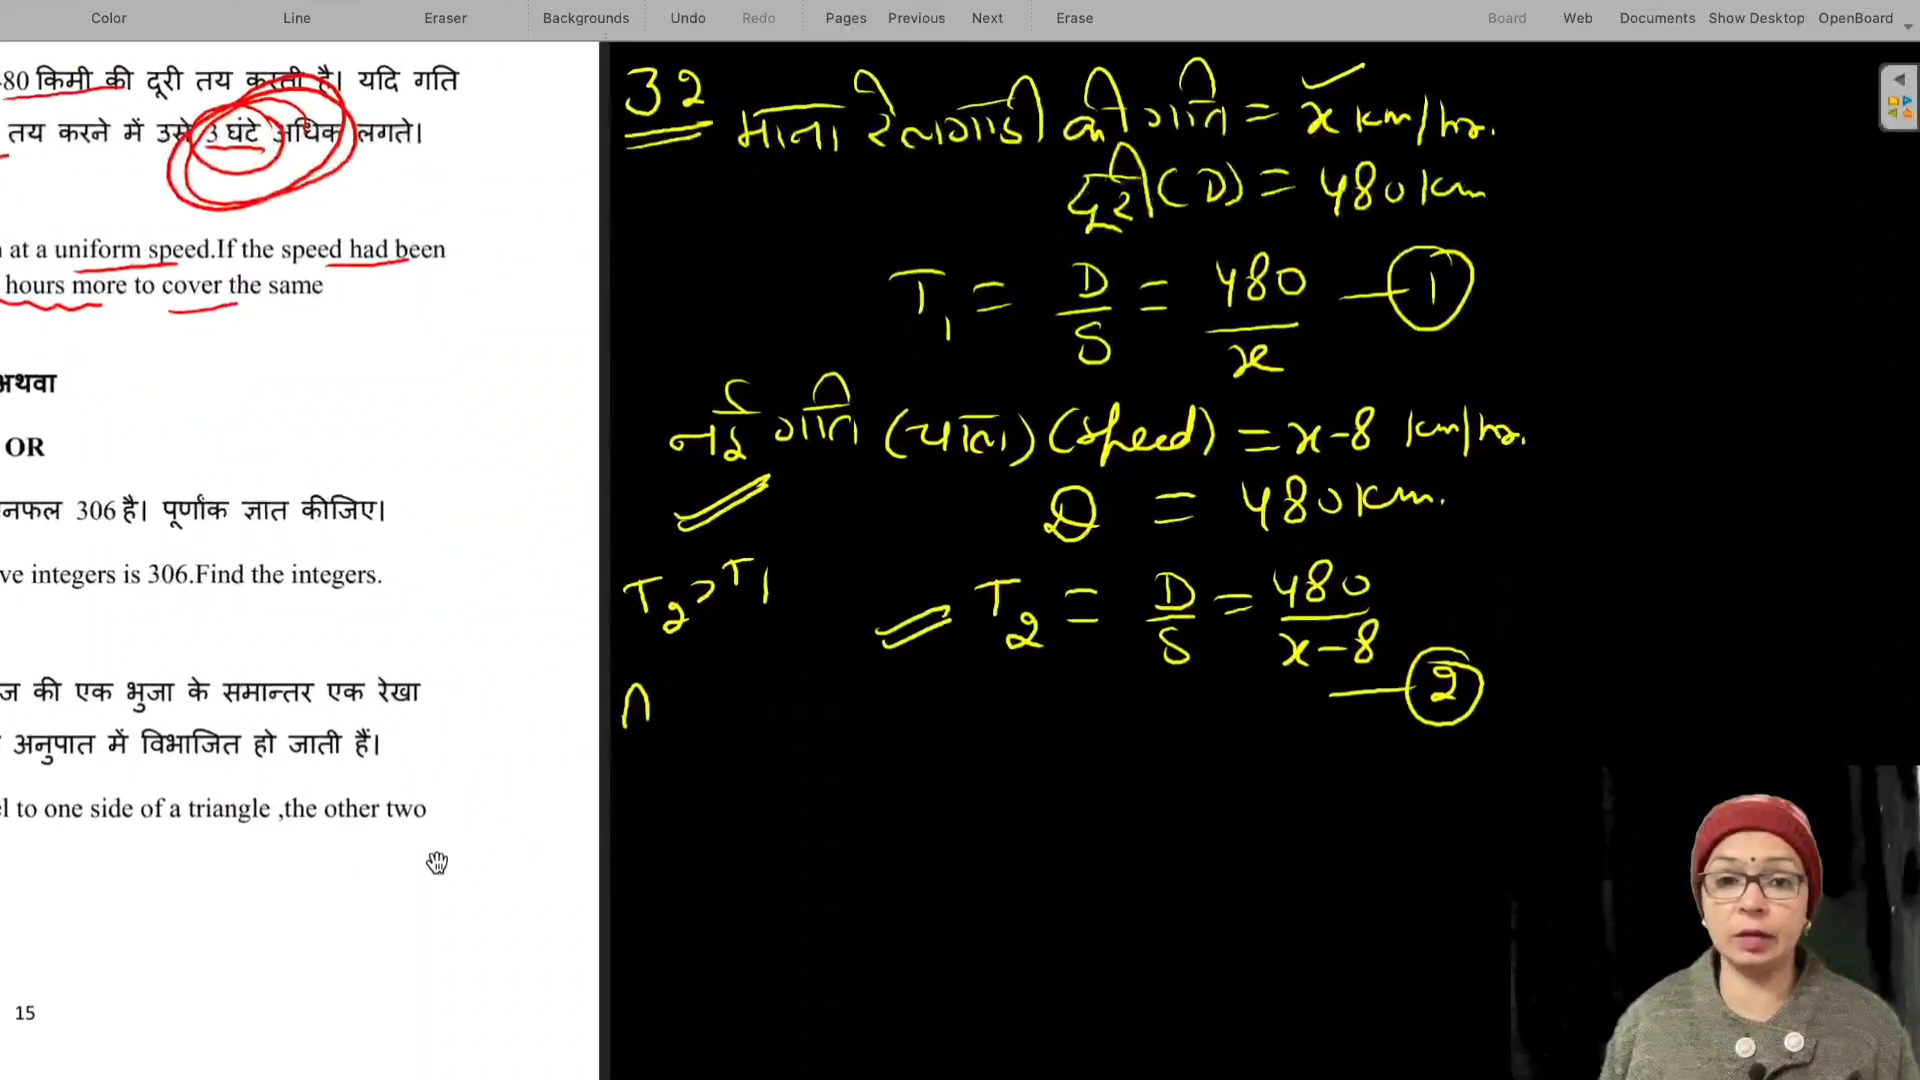 Color Line Eraser Backgrounds Undo Redo Pages Previous Next Erase Board Web Documents Show Desktop OpenBoard
80 किमी की दूरी तय करती है। यदि गति
तय करने में उसे 3 घंटे अधिक लगते।
at a uniform speed.If the speed had been
hours more to cover the same
अथवा
OR
नफल 306 है। पूर्णांक ज्ञात कीजिए।
ve integers is 306.Find the integers.
ज की एक भुजा के समान्तर एक रेखा
अनुपात में विभाजित हो जाती हैं।
el to one side of a triangle ,the other two
15
32 माना रेलगाडी की गति = x km/hr.
दूरी (D) = 480 km
T1 = D/S = 480/x — 1
नई गति (चाल) (speed) = x-8 km/hr.
D = 480 km.
T2 > T1 T2 = D/S = 480/x-8
— 2